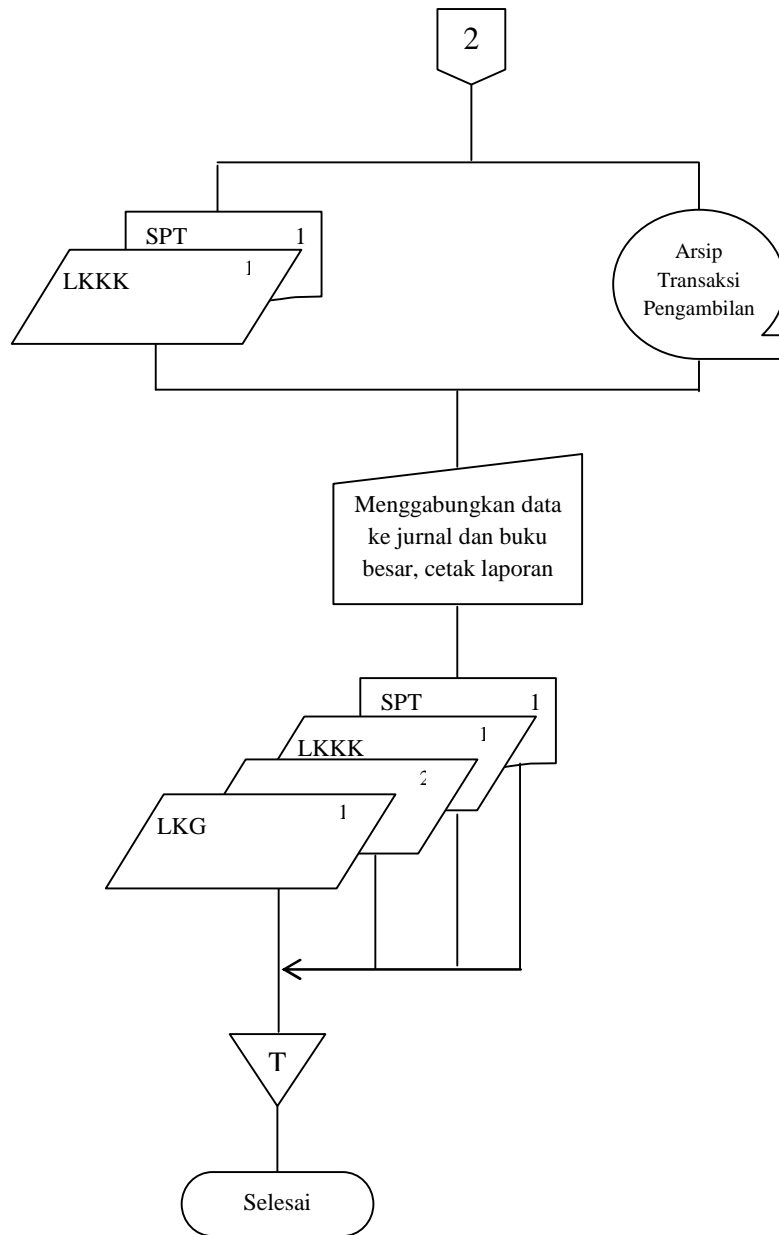 2
SPT 1
LKKK 1
Arsip
Transaksi
Pengambilan
Menggabungkan data
ke jurnal dan buku
besar, cetak laporan
SPT 1
LKKK 1
2
LKG 1
T
Selesai